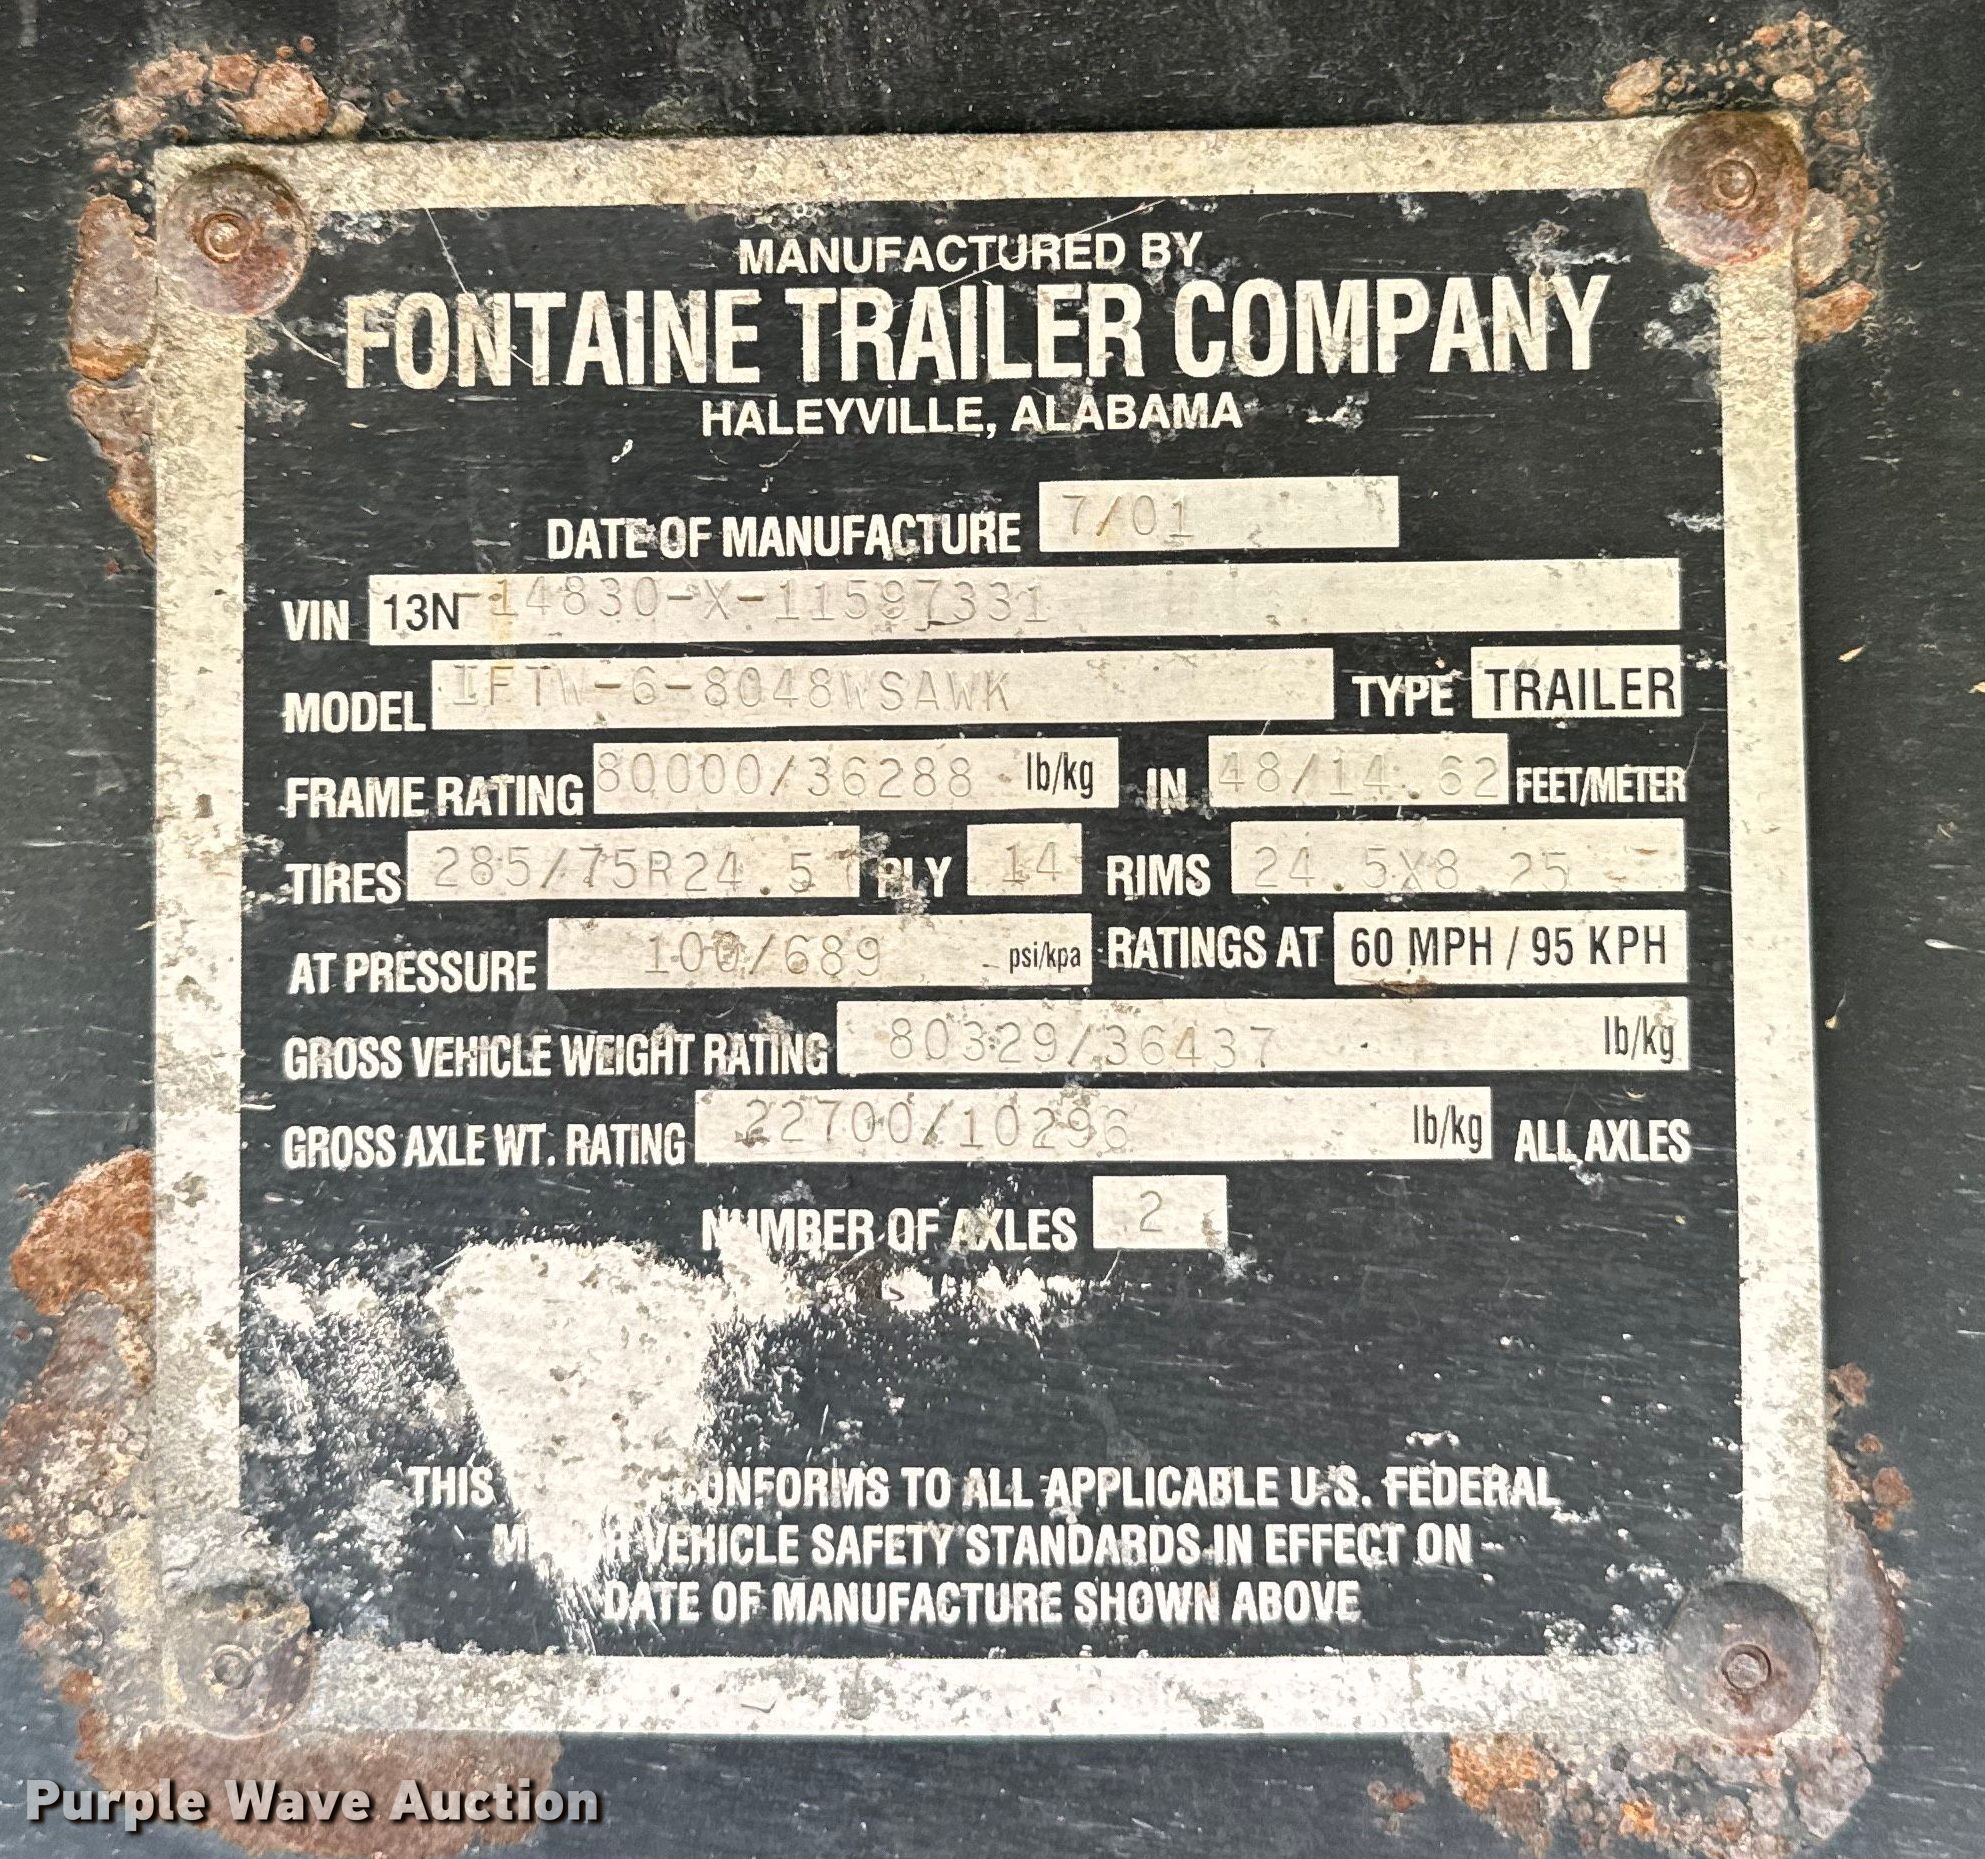 MANUFACTURED BY
FONTAINE TRAILER COMPANY
HALEYVILLE, ALABAMA
DATE OF MANUFACTURE 7/01
VIN 13N-14830-X-11597331
MODEL IFTW-6-8048WSAWK TYPE TRAILER
FRAME RATING 80000/36288 lb/kg IN 48/14.62 FEET/METER
TIRES 285/75R24.5 PLY 14 RIMS 24.5X8.25
AT PRESSURE 100/689 psi/kpa RATINGS AT 60 MPH / 95 KPH
GROSS VEHICLE WEIGHT RATING 80329/36437 lb/kg
GROSS AXLE WT. RATING 22700/10296 lb/kg ALL AXLES
NUMBER OF AXLES 2
THIS CONFORMS TO ALL APPLICABLE U.S. FEDERAL
VEHICLE SAFETY STANDARDS IN EFFECT ON
DATE OF MANUFACTURE SHOWN ABOVE
Purple Wave Auction